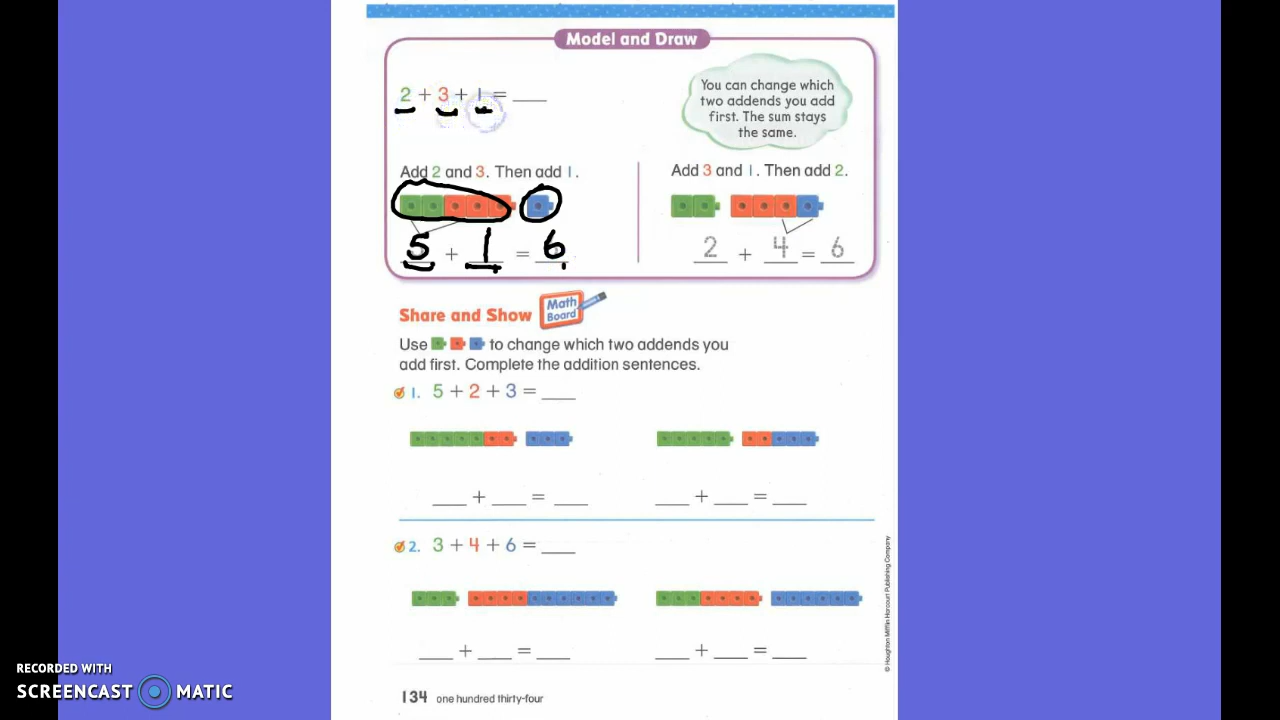 Model and Draw
2 + 3 + 1 = ___
You can change which
two addends you add
first. The sum stays
the same.
Add 2 and 3. Then add 1.
5 + 1 = 6
Add 3 and 1. Then add 2.
2 + 4 = 6
Share and Show
Math
Board
Use to change which two addends you
add first. Complete the addition sentences.
1. 5 + 2 + 3 = ___
___ + ___ = ___
___ + ___ = ___
2. 3 + 4 + 6 = ___
___ + ___ = ___
___ + ___ = ___
134 one hundred thirty-four
© Houghton Mifflin Harcourt Publishing Company
RECORDED WITH
SCREENCAST MATIC